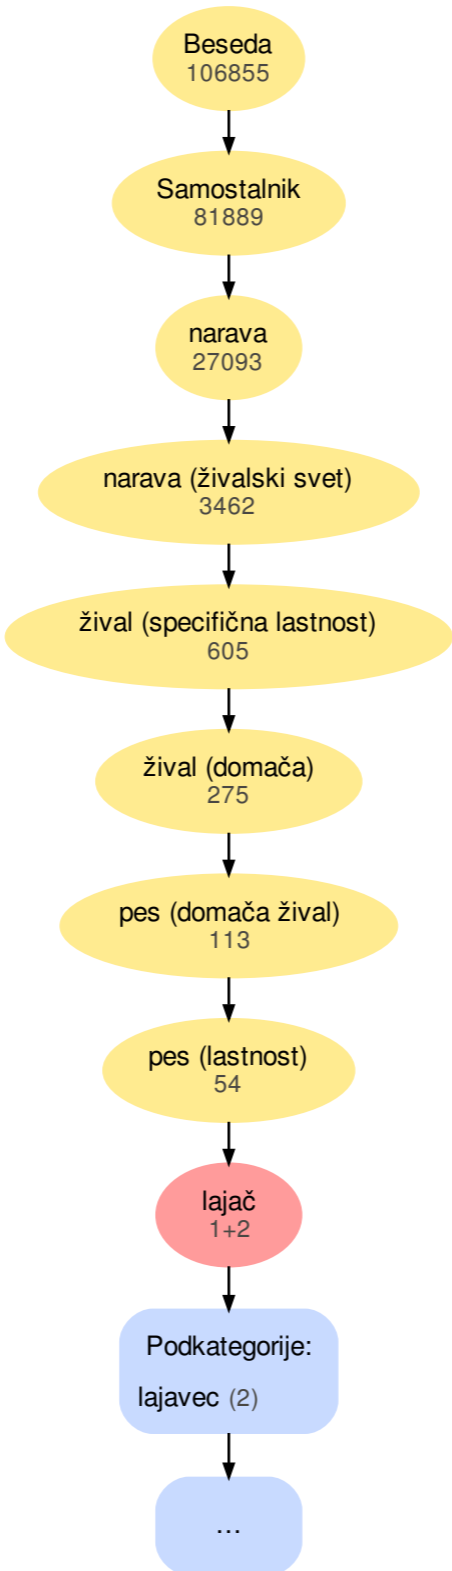 Beseda
106855
Samostalnik
81889
narava
27093
narava (živalski svet)
3462
žival (specifična lastnost)
605
žival (domača)
275
pes (domača žival)
113
pes (lastnost)
54
lajač
1+2
Podkategorije:
lajavec (2)
...